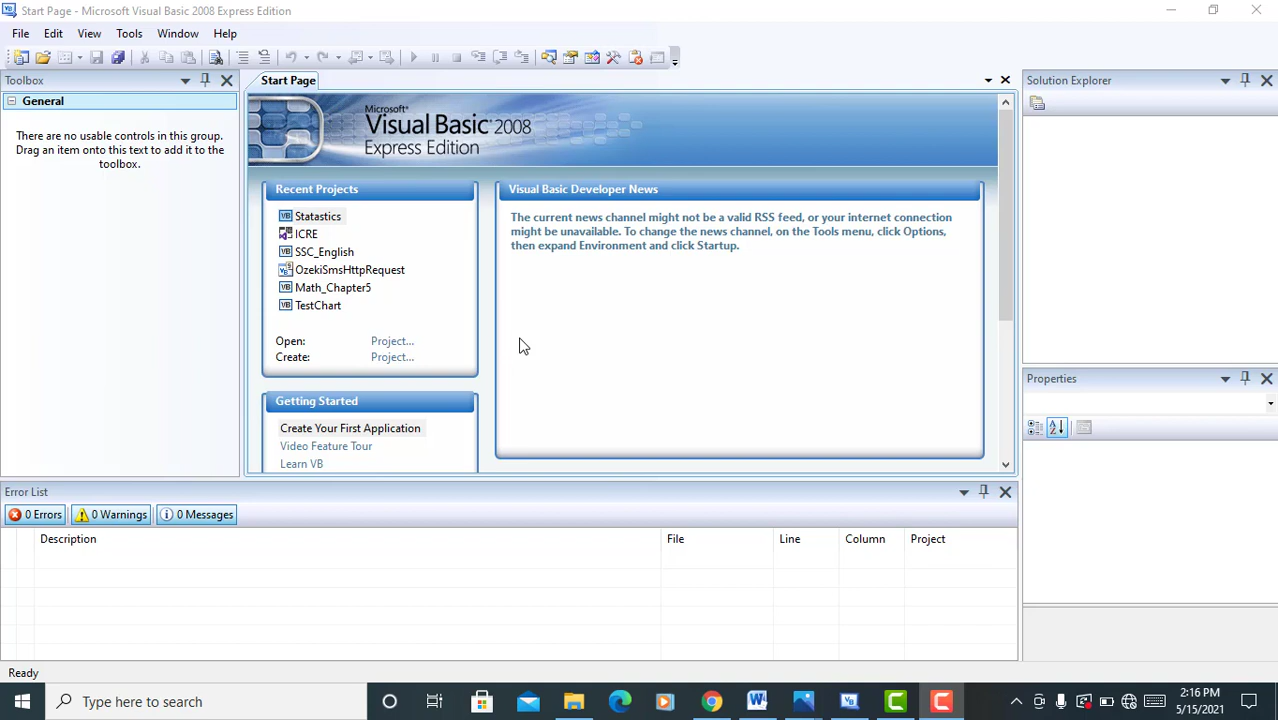 Start Page - Microsoft Visual Basic 2008 Express Edition
File Edit View Tools Window Help
Toolbox
General
There are no usable controls in this group.
Drag an item onto this text to add it to the
toolbox.
Start Page
Microsoft®
Visual Basic® 2008
Express Edition
Recent Projects
Statastics
ICRE
SSC_English
OzekiSmsHttpRequest
Math_Chapter5
TestChart
Open: Project...
Create: Project...
Getting Started
Create Your First Application
Video Feature Tour
Learn VB
Visual Basic Developer News
The current news channel might not be a valid RSS feed, or your internet connection
might be unavailable. To change the news channel, on the Tools menu, click Options,
then expand Environment and click Startup.
Solution Explorer
Properties
Error List
0 Errors 0 Warnings 0 Messages
Description File Line Column Project
Ready
Type here to search
2:16 PM
5/15/2021